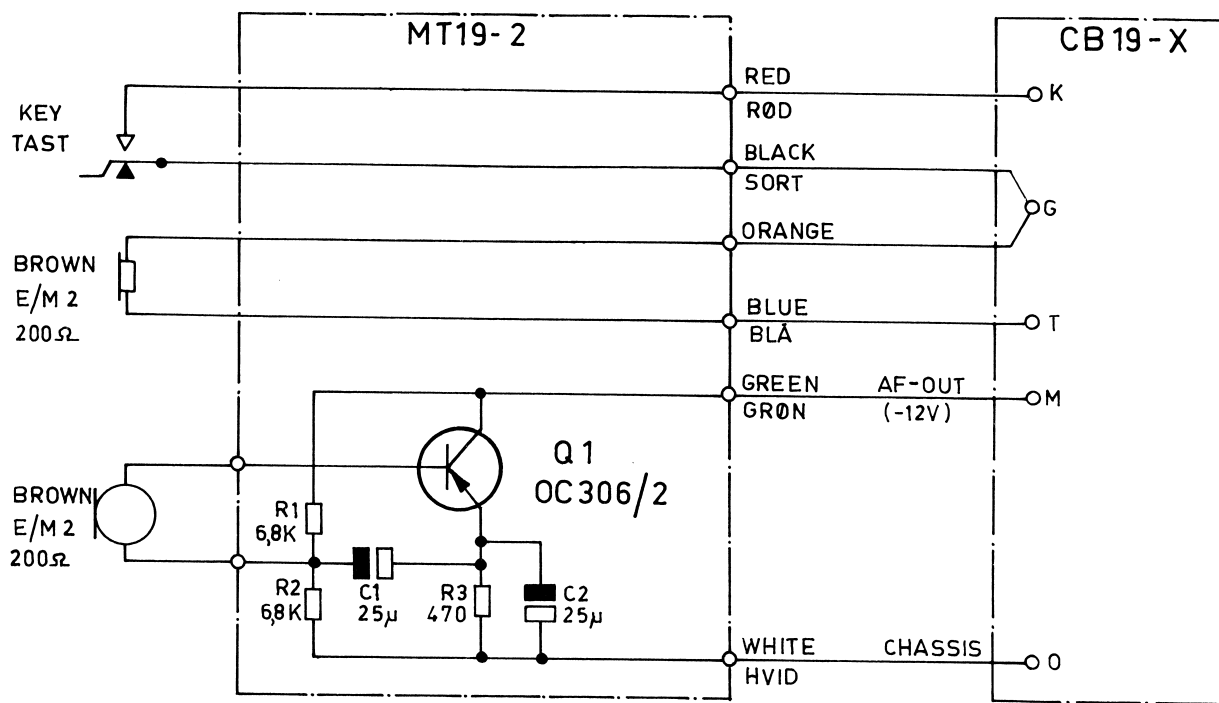 MT19-2
CB19-X
RED
RØD
K
KEY
TAST
BLACK
SORT
G
ORANGE
BROWN
E/M 2
200Ω
BLUE
BLÅ
T
GREEN
GRØN
AF-OUT
(-12V)
M
Q1
OC306/2
BROWN
E/M 2
200Ω
R1
6,8K
R2
6,8K
C1
25μ
R3
470
C2
25μ
WHITE
HVID
CHASSIS
O